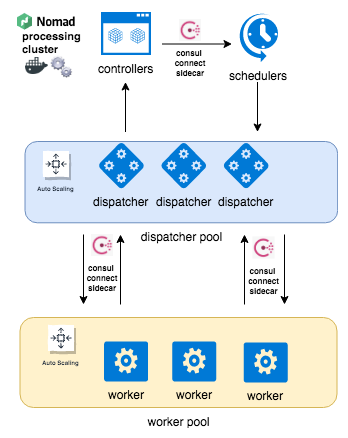 Nomad
processing
cluster
controllers
consul
connect
sidecar
schedulers
Auto Scaling
dispatcher
dispatcher
dispatcher
dispatcher pool
consul
connect
sidecar
consul
connect
sidecar
Auto Scaling
worker
worker
worker
worker pool